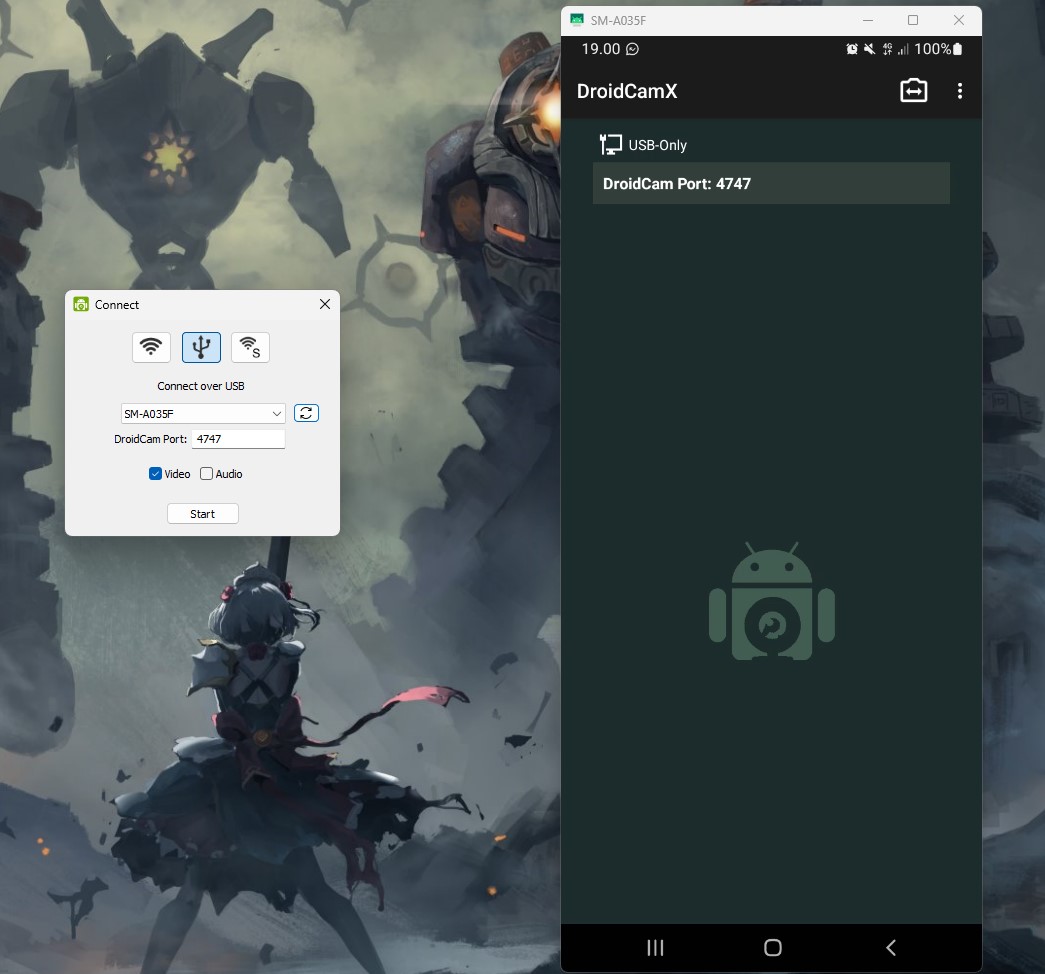 SM-A035F
19.00
4G
100%
DroidCamX
USB-Only
DroidCam Port: 4747
Connect
S
Connect over USB
SM-A035F
DroidCam Port: 4747
Video Audio
Start